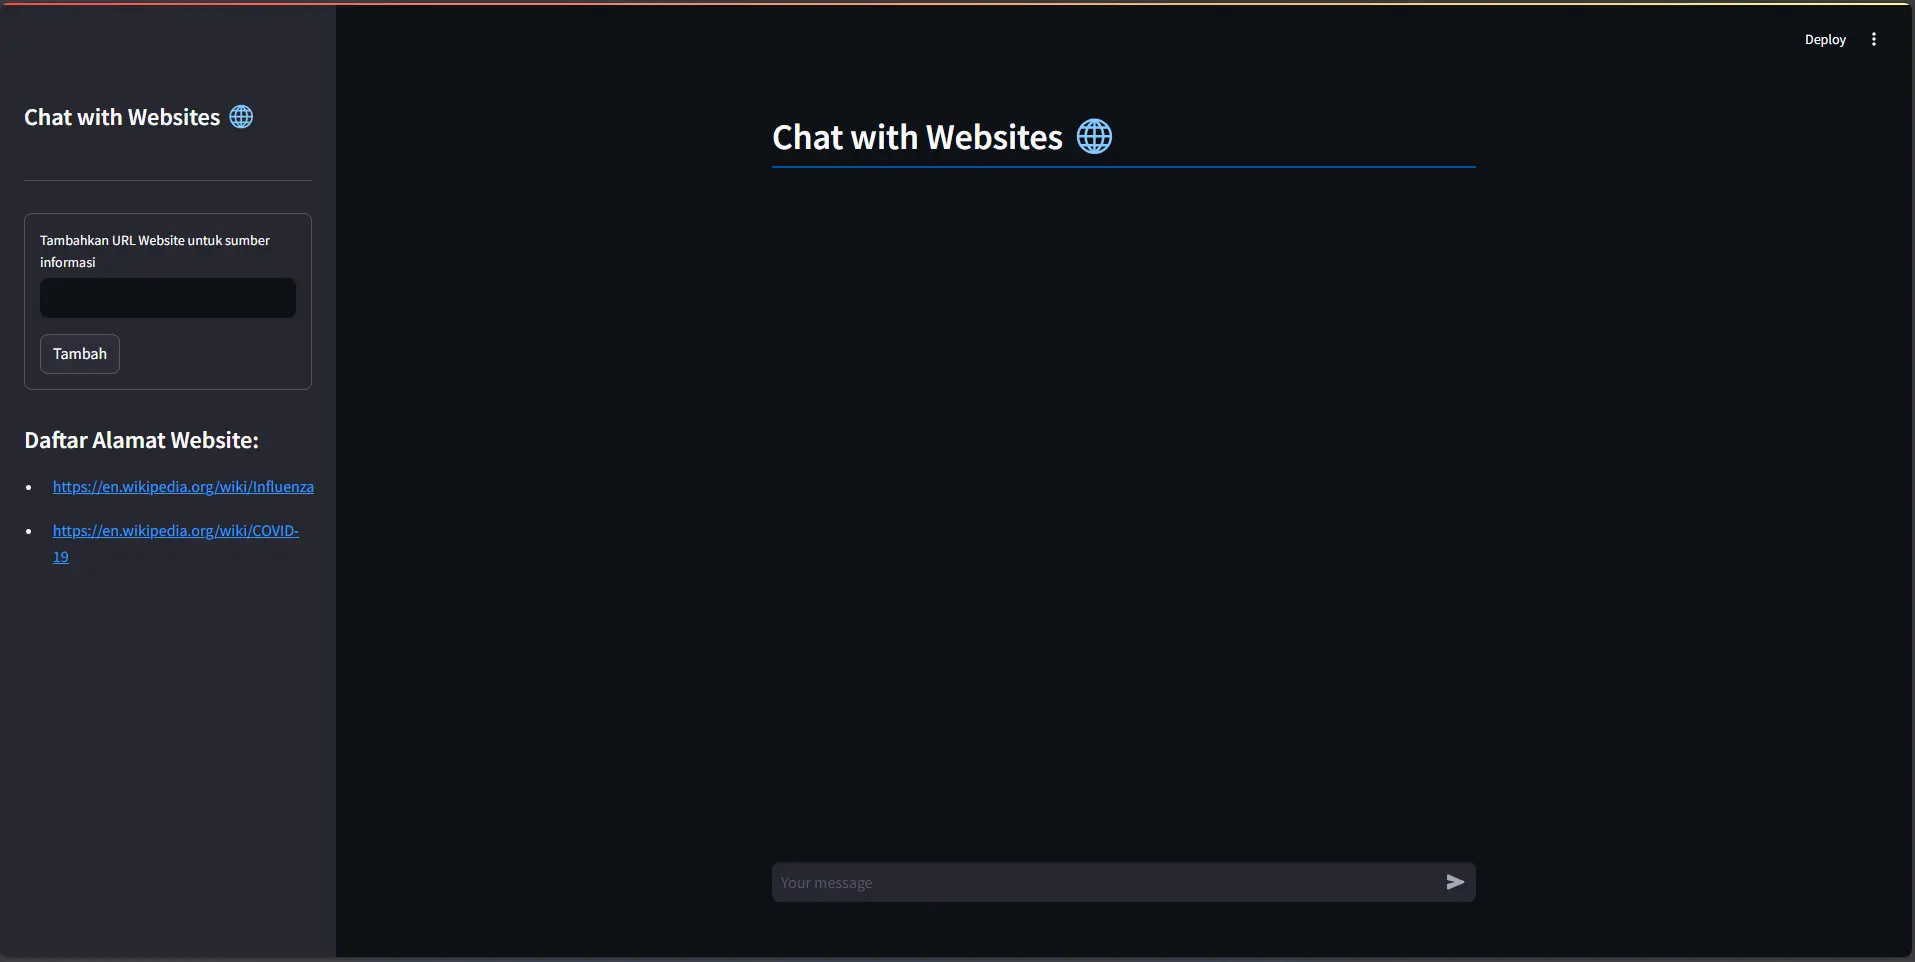 Deploy
Chat with Websites
Tambahkan URL Website untuk sumber
informasi
Tambah
Daftar Alamat Website:
https://en.wikipedia.org/wiki/Influenza
https://en.wikipedia.org/wiki/COVID-
19
Chat with Websites
Your message